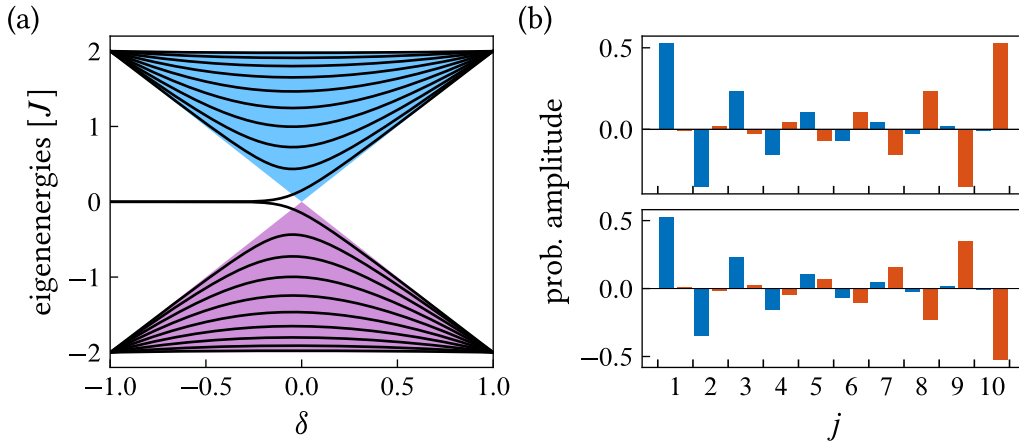 (a)
eigenenergies [J]
2
1
0
−1
−2
−1.0 −0.5 0.0 0.5 1.0
δ
(b)
prob. amplitude
0.5
0.0
0.5
0.0
−0.5
1 2 3 4 5 6 7 8 9 10
j